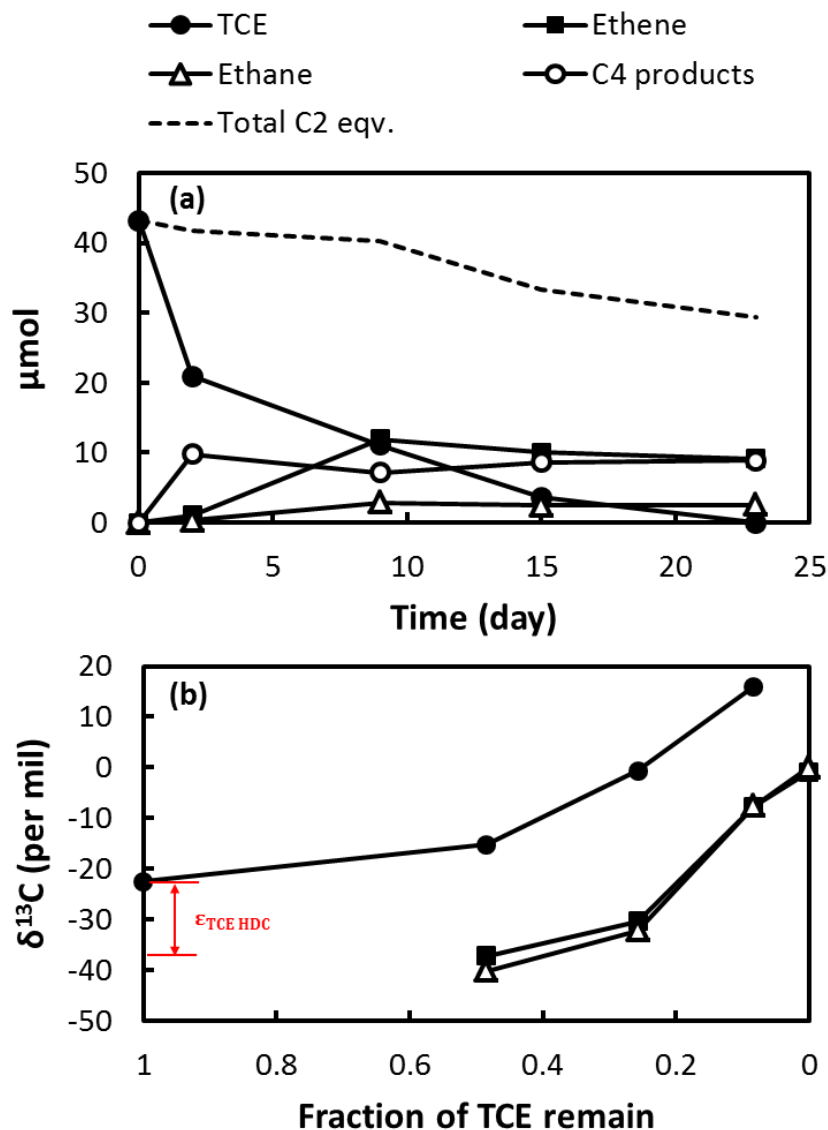 TCE Ethene
Ethane C4 products
Total C2 eqv.
50
40
30
20
10
0
(a)
µmol
0 5 10 15 20 25
Time (day)
20
10
0
-10
-20
-30
-40
-50
(b)
δ¹³C (per mil)
εTCE HDC
1 0.8 0.6 0.4 0.2 0
Fraction of TCE remain